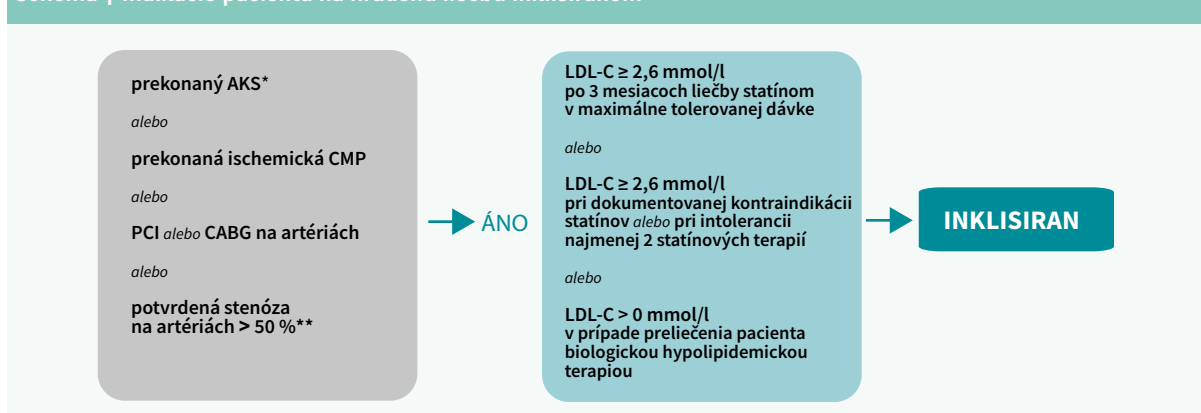 prekonaný AKS*
alebo
prekonaná ischemická CMP
alebo
PCI alebo CABG na artériách
alebo
potvrdená stenóza
na artériách > 50 %**
ÁNO
LDL-C ≥ 2,6 mmol/l
po 3 mesiacoch liečby statínom
v maximálne tolerovanej dávke
alebo
LDL-C ≥ 2,6 mmol/l
pri dokumentovanej kontraindikácii
statínov alebo pri intolerancii
najmenej 2 statínových terapií
alebo
LDL-C > 0 mmol/l
v prípade preliečenia pacienta
biologickou hypolipidemickou
terapiou
INKLISIRAN